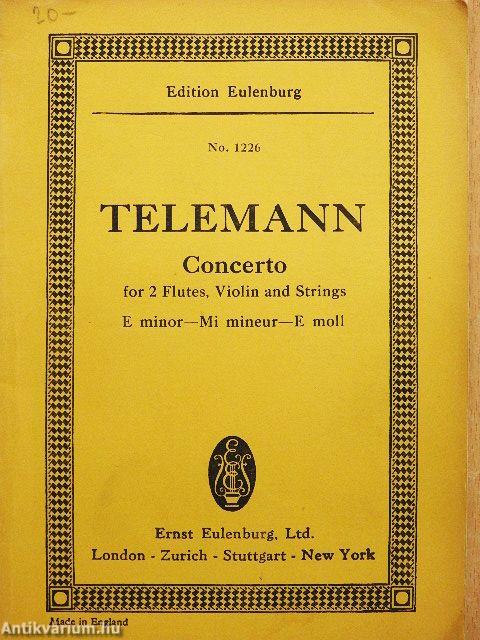 20-
Edition Eulenburg
No. 1226
TELEMANN
Concerto
for 2 Flutes, Violin and Strings
E minor—Mi mineur—E moll
Ernst Eulenburg, Ltd.
London - Zurich - Stuttgart - New York
Made in England
Antikvarium.hu